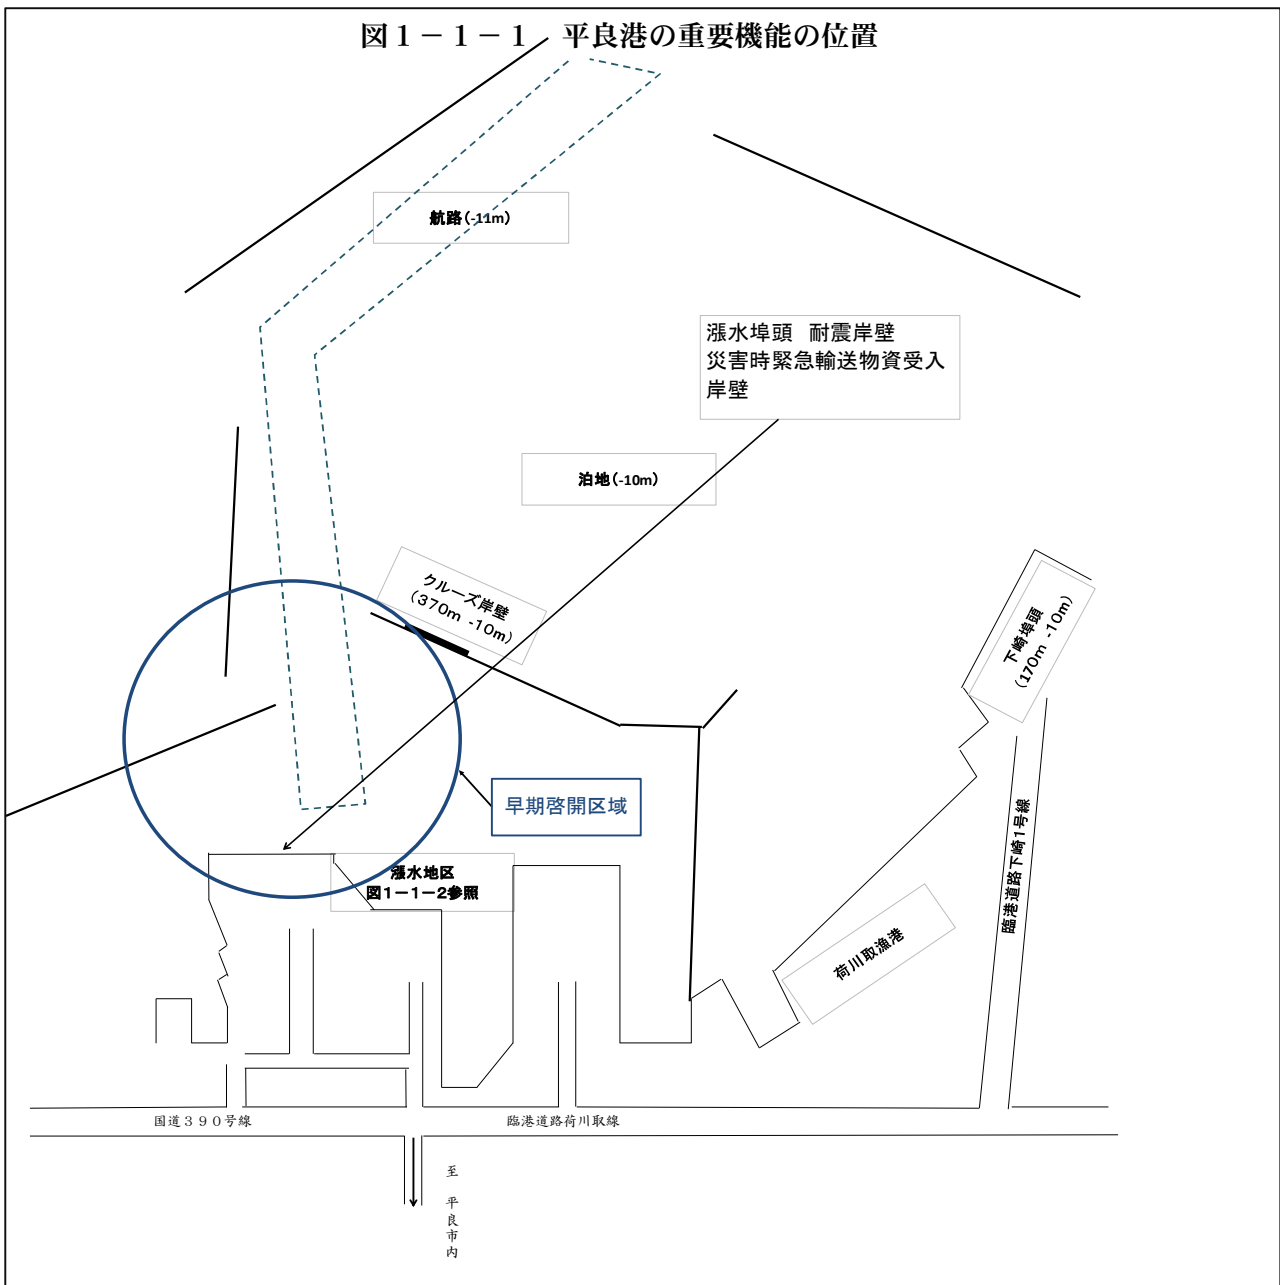 図１－１－１　平良港の重要機能の位置
航路(-11m)
漲水埠頭　耐震岸壁
災害時緊急輸送物資受入
岸壁
泊地(-10m)
クルーズ岸壁
(370m -10m)
下崎埠頭
(170m -10m)
早期啓開区域
臨港道路下崎1号線
漲水地区
図1－1－2参照
荷川取漁港
国道３９０号線
臨港道路荷川取線
至　平良市内